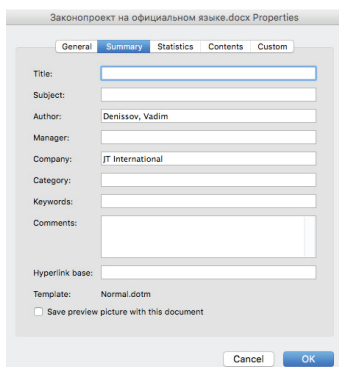 Законопроект на официальном языке.docx Properties
General Summary Statistics Contents Custom
Title:
Subject:
Author: Denissov, Vadim
Manager:
Company: JT International
Category:
Keywords:
Comments:
Hyperlink base:
Template: Normal.dotm
Save preview picture with this document
Cancel OK